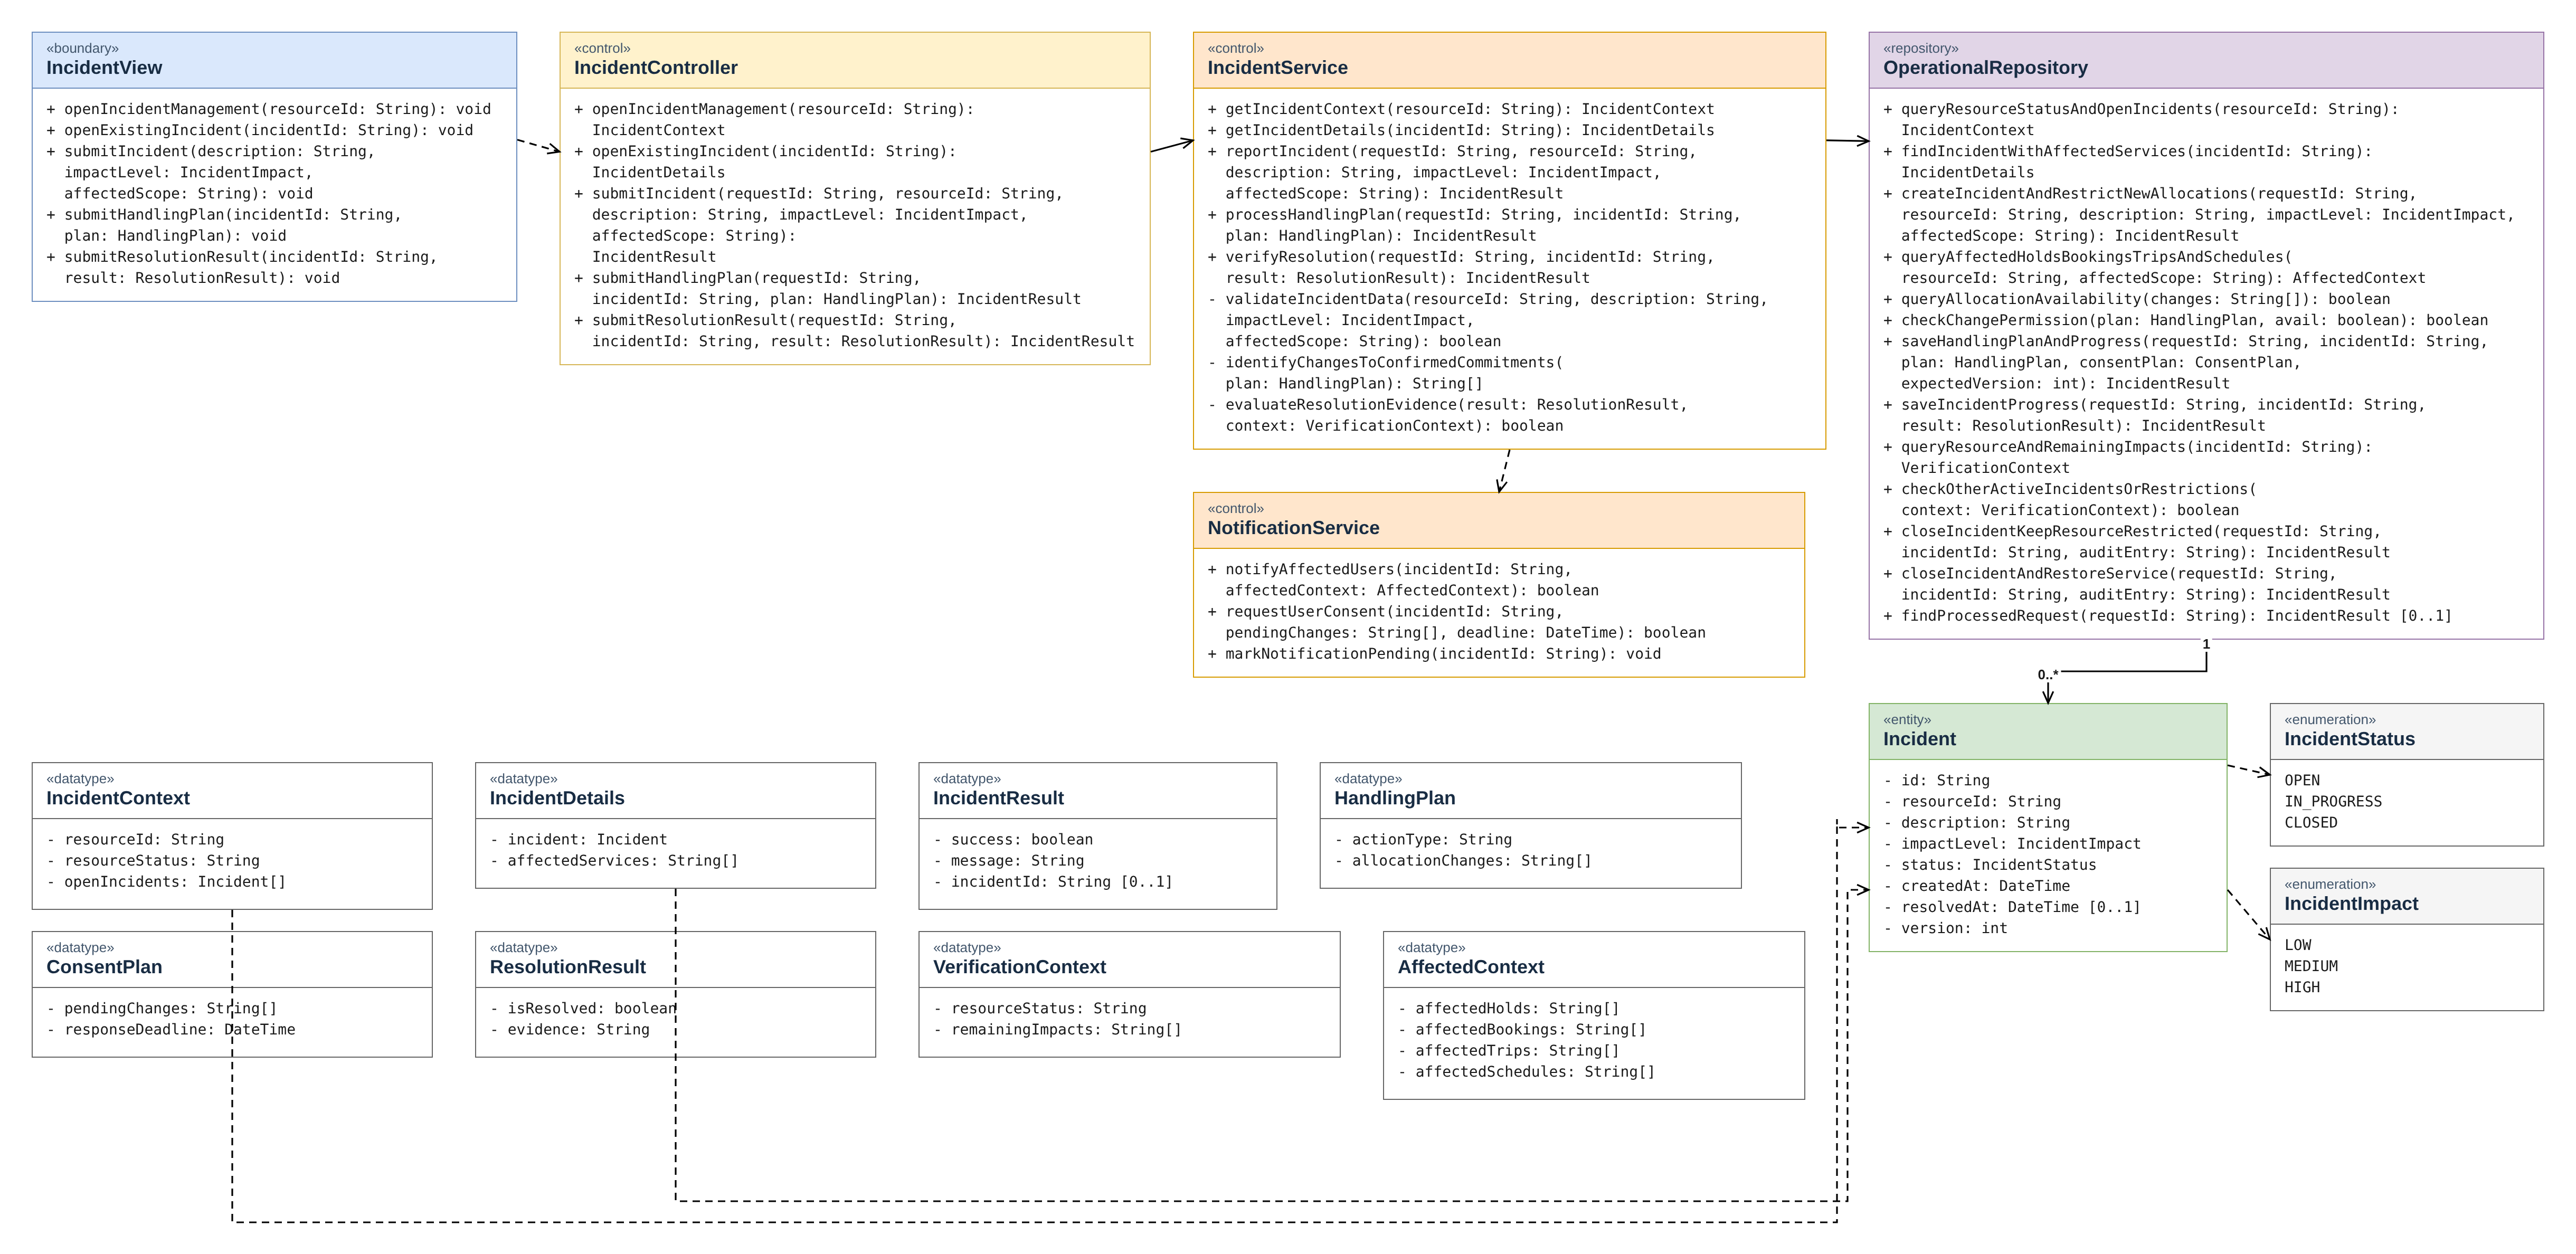 «boundary»
IncidentView
+ openIncidentManagement(resourceId: String): void
+ openExistingIncident(incidentId: String): void
+ submitIncident(description: String,
impactLevel: IncidentImpact,
affectedScope: String): void
+ submitHandlingPlan(incidentId: String,
plan: HandlingPlan): void
+ submitResolutionResult(incidentId: String,
result: ResolutionResult): void
«control»
IncidentController
+ openIncidentManagement(resourceId: String):
IncidentContext
+ openExistingIncident(incidentId: String):
IncidentDetails
+ submitIncident(requestId: String, resourceId: String,
description: String, impactLevel: IncidentImpact,
affectedScope: String):
IncidentResult
+ submitHandlingPlan(requestId: String,
incidentId: String, plan: HandlingPlan): IncidentResult
+ submitResolutionResult(requestId: String,
incidentId: String, result: ResolutionResult): IncidentResult
«control»
IncidentService
+ getIncidentContext(resourceId: String): IncidentContext
+ getIncidentDetails(incidentId: String): IncidentDetails
+ reportIncident(requestId: String, resourceId: String,
description: String, impactLevel: IncidentImpact,
affectedScope: String): IncidentResult
+ processHandlingPlan(requestId: String, incidentId: String,
plan: HandlingPlan): IncidentResult
+ verifyResolution(requestId: String, incidentId: String,
result: ResolutionResult): IncidentResult
- validateIncidentData(resourceId: String, description: String,
impactLevel: IncidentImpact,
affectedScope: String): boolean
- identifyChangesToConfirmedCommitments(
plan: HandlingPlan): String[]
- evaluateResolutionEvidence(result: ResolutionResult,
context: VerificationContext): boolean
«repository»
OperationalRepository
+ queryResourceStatusAndOpenIncidents(resourceId: String):
IncidentContext
+ findIncidentWithAffectedServices(incidentId: String):
IncidentDetails
+ createIncidentAndRestrictNewAllocations(requestId: String,
resourceId: String, description: String, impactLevel: IncidentImpact,
affectedScope: String): IncidentResult
+ queryAffectedHoldsBookingsTripsAndSchedules(
resourceId: String, affectedScope: String): AffectedContext
+ queryAllocationAvailability(changes: String[]): boolean
+ checkChangePermission(plan: HandlingPlan, avail: boolean): boolean
+ saveHandlingPlanAndProgress(requestId: String, incidentId: String,
plan: HandlingPlan, consentPlan: ConsentPlan,
expectedVersion: int): IncidentResult
+ saveIncidentProgress(requestId: String, incidentId: String,
result: ResolutionResult): IncidentResult
+ queryResourceAndRemainingImpacts(incidentId: String):
VerificationContext
+ checkOtherActiveIncidentsOrRestrictions(
context: VerificationContext): boolean
+ closeIncidentKeepResourceRestricted(requestId: String,
incidentId: String, auditEntry: String): IncidentResult
+ closeIncidentAndRestoreService(requestId: String,
incidentId: String, auditEntry: String): IncidentResult
+ findProcessedRequest(requestId: String): IncidentResult [0..1]
«control»
NotificationService
+ notifyAffectedUsers(incidentId: String,
affectedContext: AffectedContext): boolean
+ requestUserConsent(incidentId: String,
pendingChanges: String[], deadline: DateTime): boolean
+ markNotificationPending(incidentId: String): void
1
0..*
«entity»
Incident
- id: String
- resourceId: String
- description: String
- impactLevel: IncidentImpact
- status: IncidentStatus
- createdAt: DateTime
- resolvedAt: DateTime [0..1]
- version: int
«enumeration»
IncidentStatus
OPEN
IN_PROGRESS
CLOSED
«enumeration»
IncidentImpact
LOW
MEDIUM
HIGH
«datatype»
IncidentContext
- resourceId: String
- resourceStatus: String
- openIncidents: Incident[]
«datatype»
IncidentDetails
- incident: Incident
- affectedServices: String[]
«datatype»
IncidentResult
- success: boolean
- message: String
- incidentId: String [0..1]
«datatype»
HandlingPlan
- actionType: String
- allocationChanges: String[]
«datatype»
ConsentPlan
- pendingChanges: String[]
- responseDeadline: DateTime
«datatype»
ResolutionResult
- isResolved: boolean
- evidence: String
«datatype»
VerificationContext
- resourceStatus: String
- remainingImpacts: String[]
«datatype»
AffectedContext
- affectedHolds: String[]
- affectedBookings: String[]
- affectedTrips: String[]
- affectedSchedules: String[]